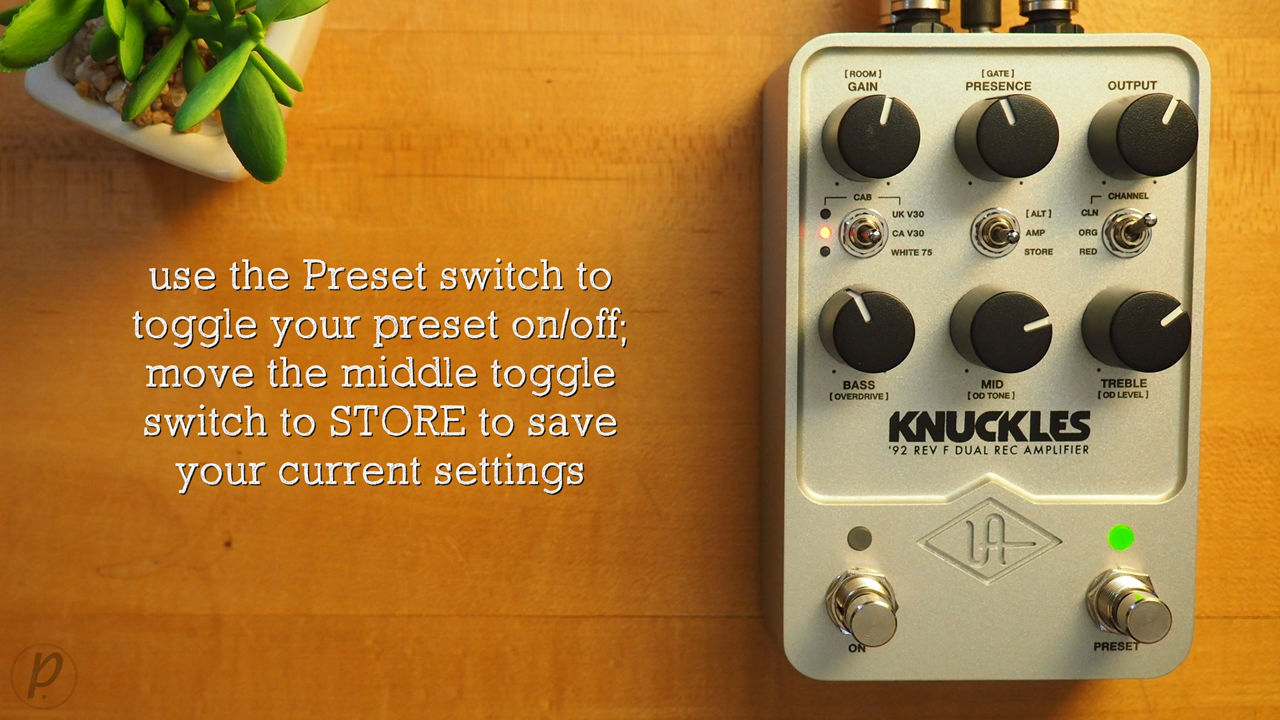 use the Preset switch to
toggle your preset on/off;
move the middle toggle
switch to STORE to save
your current settings
[ROOM]
GAIN
[GATE]
PRESENCE
OUTPUT
CAB
UK V30
CA V30
WHITE 75
[ALT]
AMP
STORE
CHANNEL
CLN
ORG
RED
BASS
[OVERDRIVE]
MID
[OD TONE]
TREBLE
[OD LEVEL]
KNUCKLES
'92 REV F DUAL REC AMPLIFIER
UA
ON
PRESET
p.